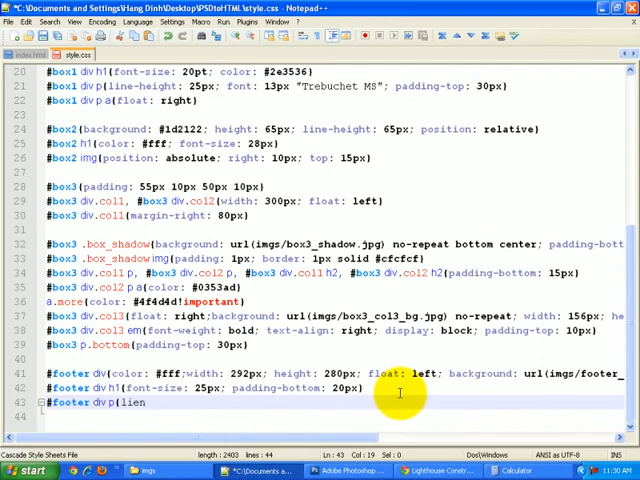 *C:\Documents and Settings\Hang Dinh\Desktop\PSDtoHTML\style.css - Notepad++
File Edit Search View Encoding Language Settings Macro Run Plugins Window ?
index.html style.css
20 #box1 div h1{font-size: 20pt; color: #2e3536}
21 #box1 div p{line-height: 25px; font: 13px "Trebuchet MS"; padding-top: 30px}
22 #box1 div p a{float: right}
23
24 #box2{background: #1d2122; height: 65px; line-height: 65px; position: relative}
25 #box2 h1{color: #fff; font-size: 28px}
26 #box2 img{position: absolute; right: 10px; top: 15px}
27
28 #box3{padding: 55px 10px 50px 10px}
29 #box3 div.col1, #box3 div.col2{width: 300px; float: left}
30 #box3 div.col1{margin-right: 80px}
31
32 #box3 .box_shadow{background: url(imgs/box3_shadow.jpg) no-repeat bottom center; padding-bott
33 #box3 .box_shadow img{padding: 1px; border: 1px solid #cfcfcf}
34 #box3 div.col1 p, #box3 div.col2 p, #box3 div.col1 h2, #box3 div.col2 h2{padding-bottom: 15px}
35 #box3 div.col2 p a{color: #0353ad}
36 a.more{color: #4f4d4d!important}
37 #box3 div.col3{float: right;background: url(imgs/box3_col3_bg.jpg) no-repeat; width: 156px; he
38 #box3 div.col3 em{font-weight: bold; text-align: right; display: block; padding-top: 10px}
39 #box3 p.bottom{padding-top: 30px}
40
41 #footer div{color: #fff;width: 292px; height: 280px; float: left; background: url(imgs/footer_
42 #footer div h1{font-size: 25px; padding-bottom: 20px}
43 #footer div p{lien
44
Cascade Style Sheets File length : 2403 lines : 44 Ln : 43 Col : 19 Sel : 0 Dos\Windows ANSI as UTF-8 INS
start imgs *C:\Documents and a... Adobe Photoshop ... Lighthouse Constr... Calculator 11:30 AM